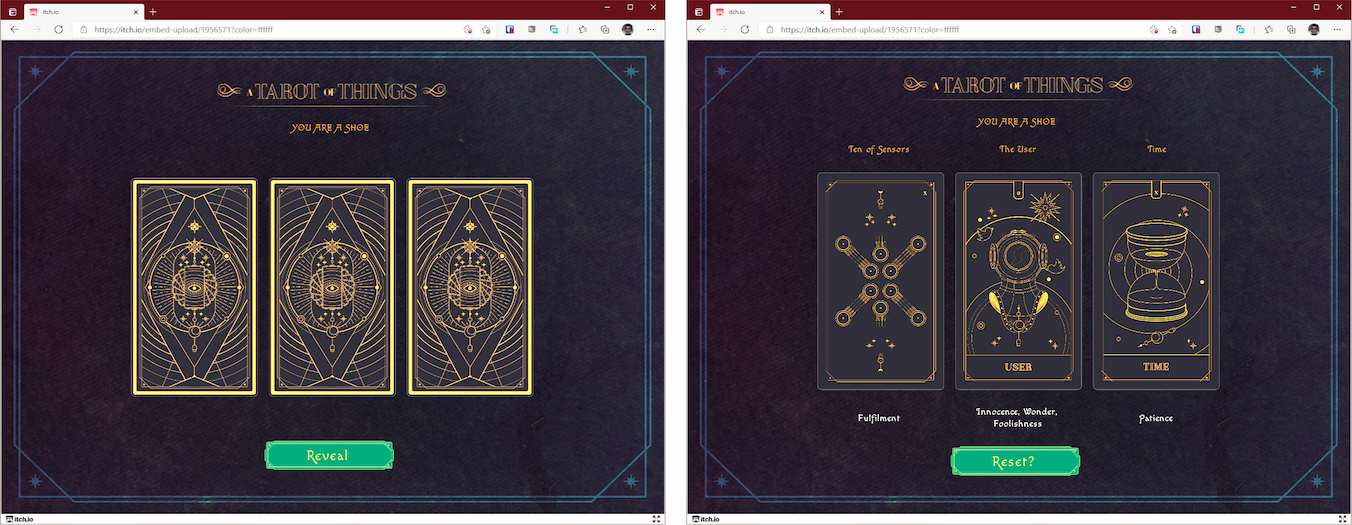 itch.io
https://itch.io/embed-upload/1956571?color=ffffff
A TAROT OF THINGS
YOU ARE A SHOE
Reveal
itch.io
itch.io
https://itch.io/embed-upload/1956571?color=ffffff
A TAROT OF THINGS
YOU ARE A SHOE
Ten of Sensors
The User
Time
X
0
X
USER
TIME
Fulfilment
Innocence, Wonder,
Foolishness
Patience
Reset?
itch.io